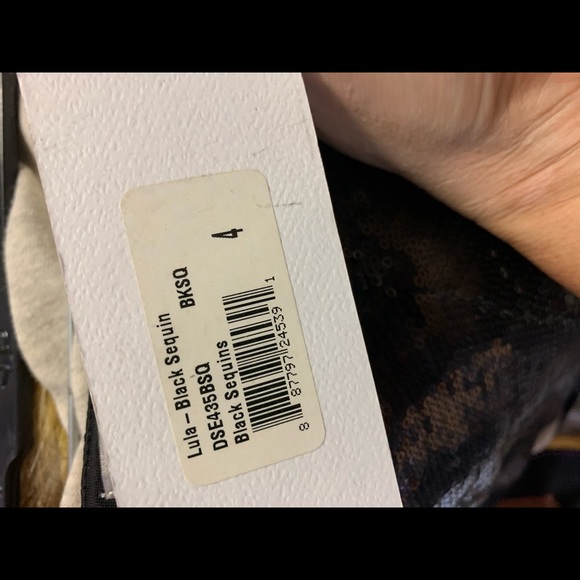 Lula – Black Sequin
DSE435BSQ BKSQ
Black Sequins 4
8 87797 24539 1